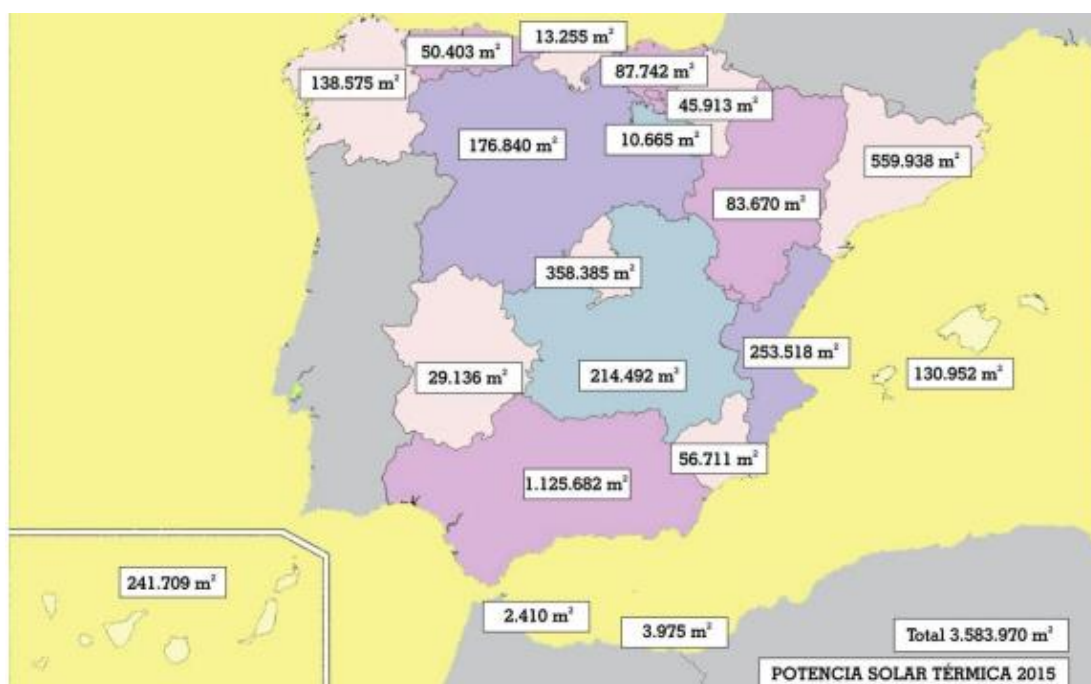 13.255 m²
50.403 m²
87.742 m²
138.575 m²
45.913 m²
176.840 m²
10.665 m²
559.938 m²
83.670 m²
358.385 m²
253.518 m²
29.136 m²
214.492 m²
130.952 m²
56.711 m²
1.125.682 m²
241.709 m²
2.410 m²
3.975 m²
Total 3.583.970 m²
POTENCIA SOLAR TÉRMICA 2015